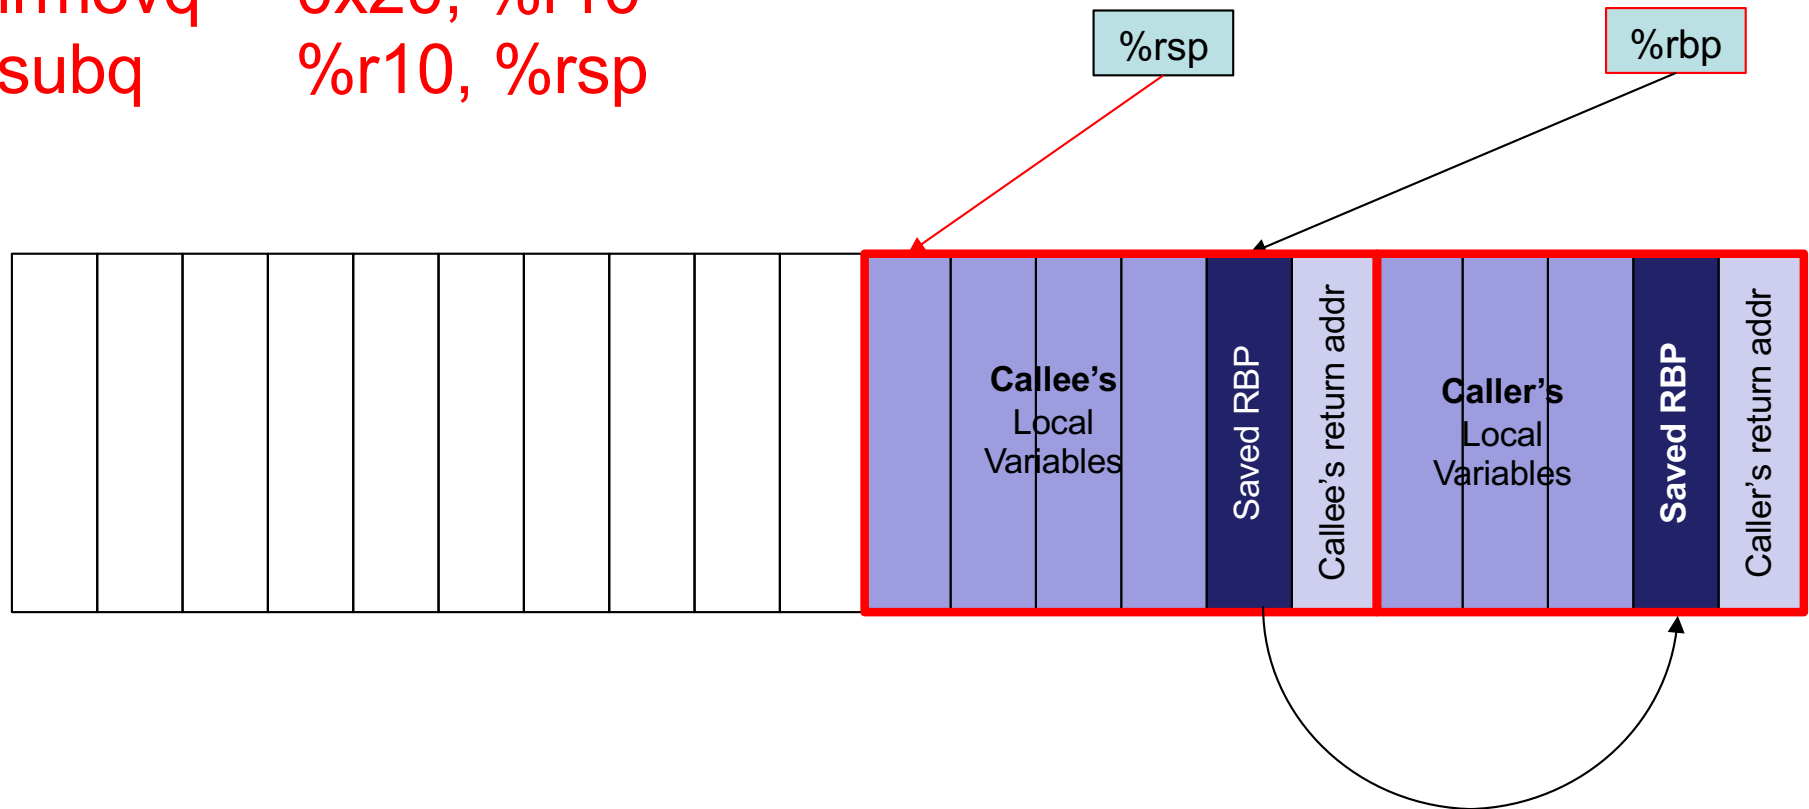 subq %r10, %rsp
%rsp
%rbp
Callee’s
Local
Variables
Saved RBP
Callee’s return addr
Caller’s
Local
Variables
Saved RBP
Caller’s return addr